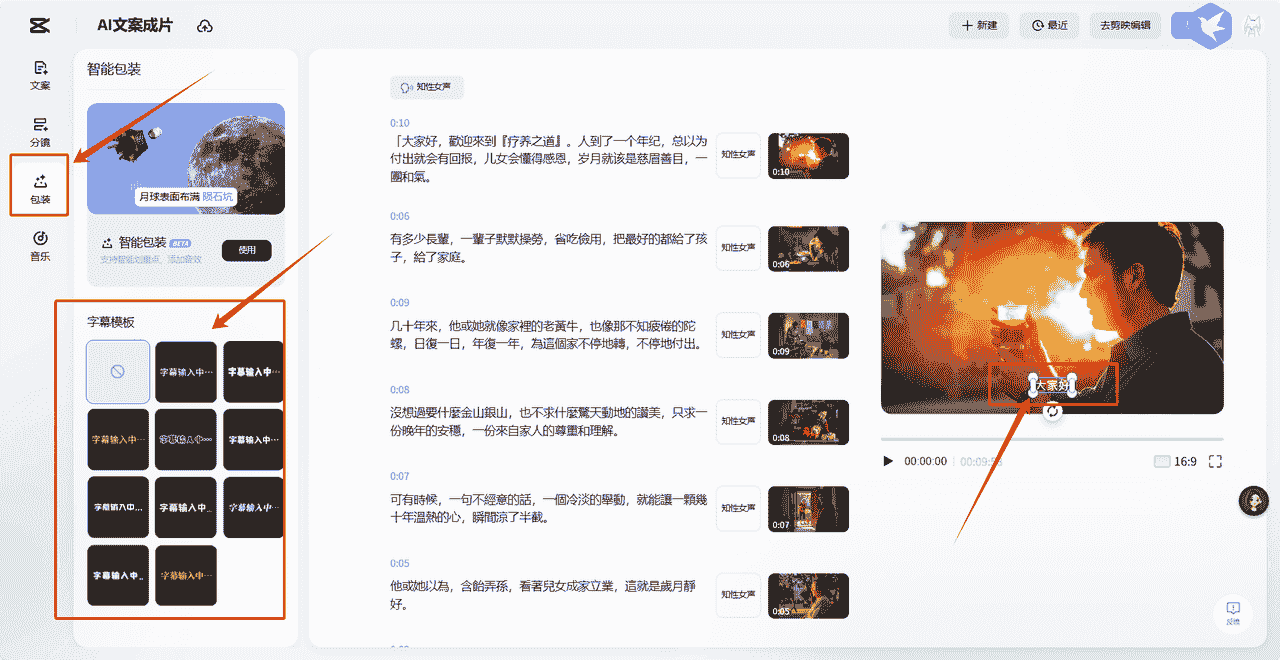 AI文案成片
新建
最近
去剪映编辑
文案
分镜
包装
音乐
智能包装
月球表面布满 陨石坑
智能包装 BETA
支持智能划重点，添加音效
使用
字幕模板
字幕输入中…
字幕输入中…
字幕输入中…
字幕输入中…
字幕输入中…
字幕输入中...
字幕输入中..
字幕输入中…
字幕输入中..
字幕输入中…
知性女声
0:10
「大家好，歡迎來到『疗养之道』。人到了一个年纪，总以为
付出就会有回报，儿女会懂得感恩，岁月就该是慈眉善目，一
團和氣。
知性女声
0:10
0:06
有多少長輩，一輩子默默操勞，省吃儉用，把最好的都給了孩
子，給了家庭。
知性女声
0:06
0:09
几十年來，他或她就像家裡的老黃牛，也像那不知疲倦的陀
螺，日復一日，年復一年，為這個家不停地轉，不停地付出。
知性女声
0:09
0:08
沒想過要什麼金山銀山，也不求什麼驚天動地的讚美，只求一
份晚年的安穩，一份來自家人的尊重和理解。
知性女声
0:08
0:07
可有時候，一句不經意的話，一個冷淡的舉動，就能讓一顆幾
十年溫熱的心，瞬間涼了半截。
知性女声
0:07
0:05
他或她以為，含飴弄孫，看著兒女成家立業，這就是歲月靜
好。
知性女声
0:05
大家好
00:00:00
16:9
反馈